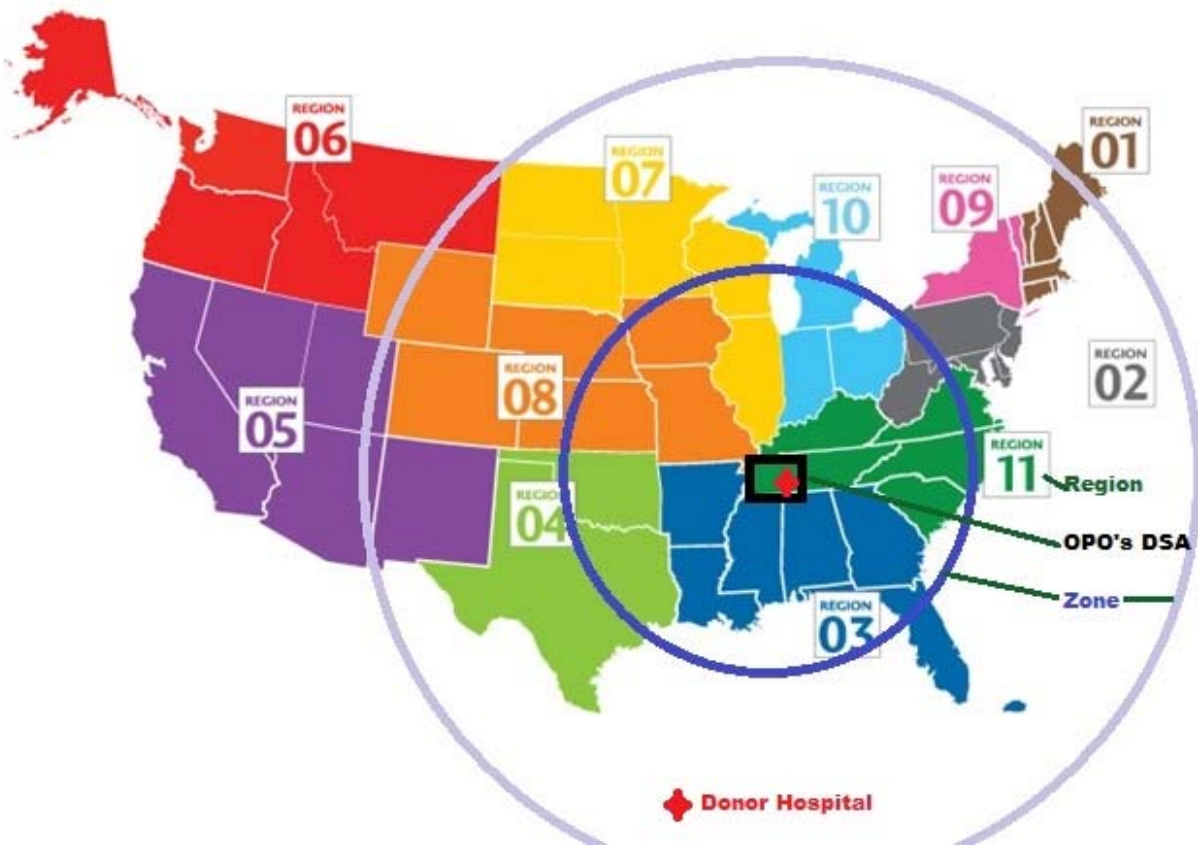 REGION
06
REGION
07
REGION
10
REGION
09
REGION
01
REGION
08
REGION
05
REGION
02
REGION
04
REGION
11
Region
OPO's DSA
Zone
REGION
03
Donor Hospital